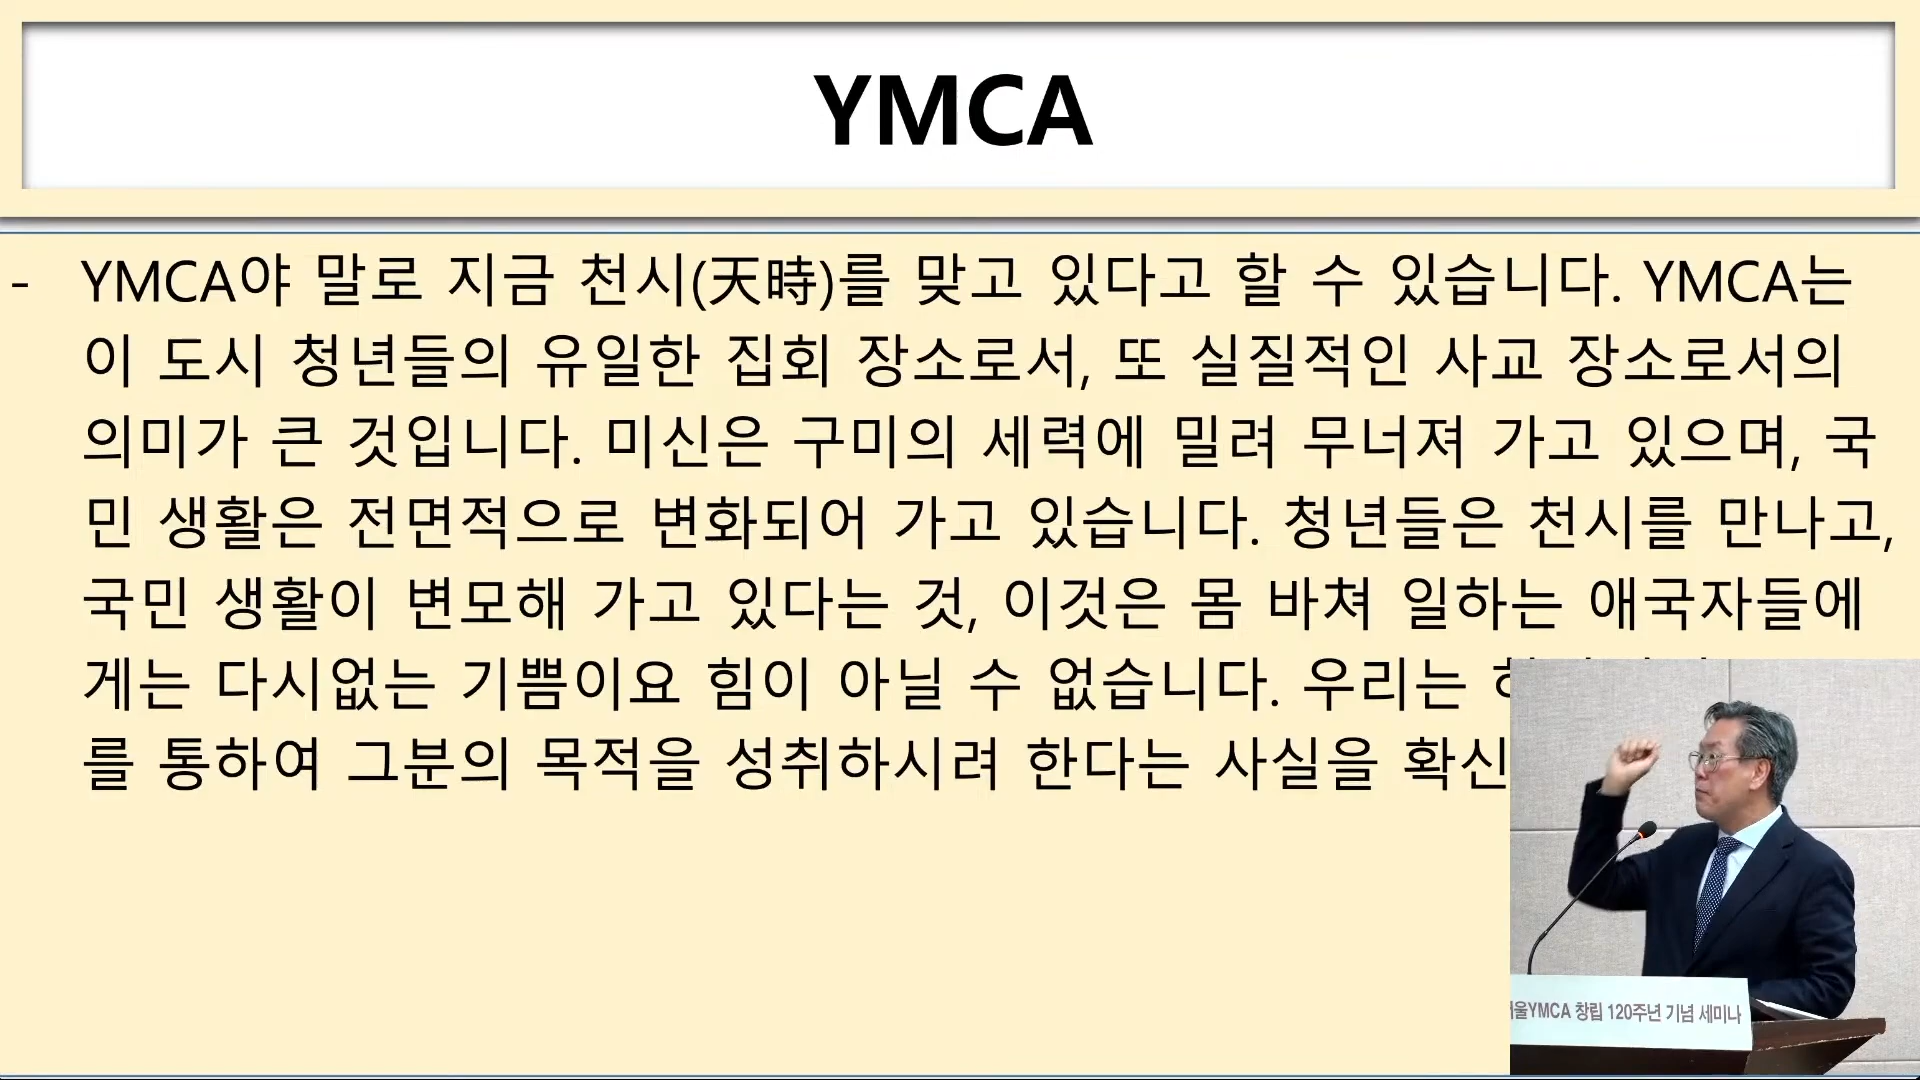 YMCA
- YMCA야 말로 지금 천시(天時)를 맞고 있다고 할 수 있습니다. YMCA는
이 도시 청년들의 유일한 집회 장소로서, 또 실질적인 사교 장소로서의
의미가 큰 것입니다. 미신은 구미의 세력에 밀려 무너져 가고 있으며, 국
민 생활은 전면적으로 변화되어 가고 있습니다. 청년들은 천시를 만나고,
국민 생활이 변모해 가고 있다는 것, 이것은 몸 바쳐 일하는 애국자들에
게는 다시없는 기쁨이요 힘이 아닐 수 없습니다. 우리는
를 통하여 그분의 목적을 성취하시려 한다는 사실을 확신
울YMCA 창립 120주년 기념 세미나